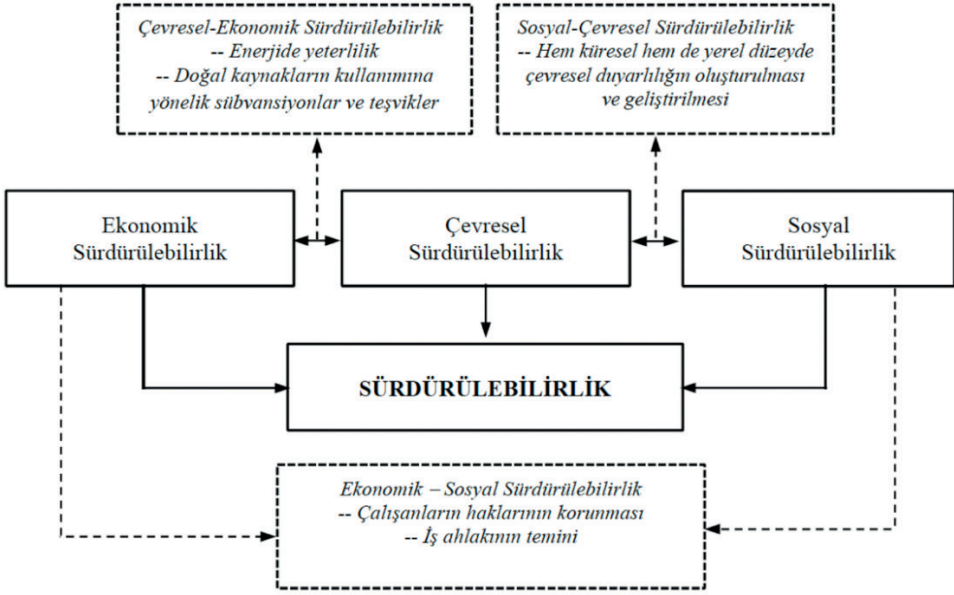 Çevresel-Ekonomik Sürdürülebilirlik
-- Enerjide yeterlilik
-- Doğal kaynakların kullanımına
yönelik sübvansiyonlar ve teşvikler
Sosyal-Çevresel Sürdürülebilirlik
-- Hem küresel hem de yerel düzeyde
çevresel duyarlılığın oluşturulması
ve geliştirilmesi
Ekonomik
Sürdürülebilirlik
Çevresel
Sürdürülebilirlik
Sosyal
Sürdürülebilirlik
SÜRDÜRÜLEBİLİRLİK
Ekonomik – Sosyal Sürdürülebilirlik
-- Çalışanların haklarının korunması
-- İş ahlakının temini